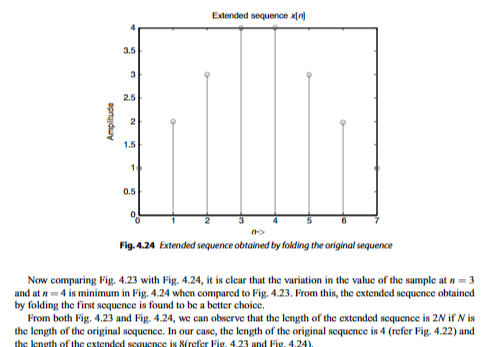 Extended sequence x[n]
4
3.5
3
2.5
2
1.5
1
0.5
0
Amplitude
0 1 2 3 4 5 6 7
n->
Fig. 4.24 Extended sequence obtained by folding the original sequence
Now comparing Fig. 4.23 with Fig. 4.24, it is clear that the variation in the value of the sample at n = 3
and at n = 4 is minimum in Fig. 4.24 when compared to Fig. 4.23. From this, the extended sequence obtained
by folding the first sequence is found to be a better choice.
From both Fig. 4.23 and Fig. 4.24, we can observe that the length of the extended sequence is 2N if N is
the length of the original sequence. In our case, the length of the original sequence is 4 (refer Fig. 4.22) and
the length of the extended sequence is 8(refer Fig. 4.23 and Fig. 4.24).